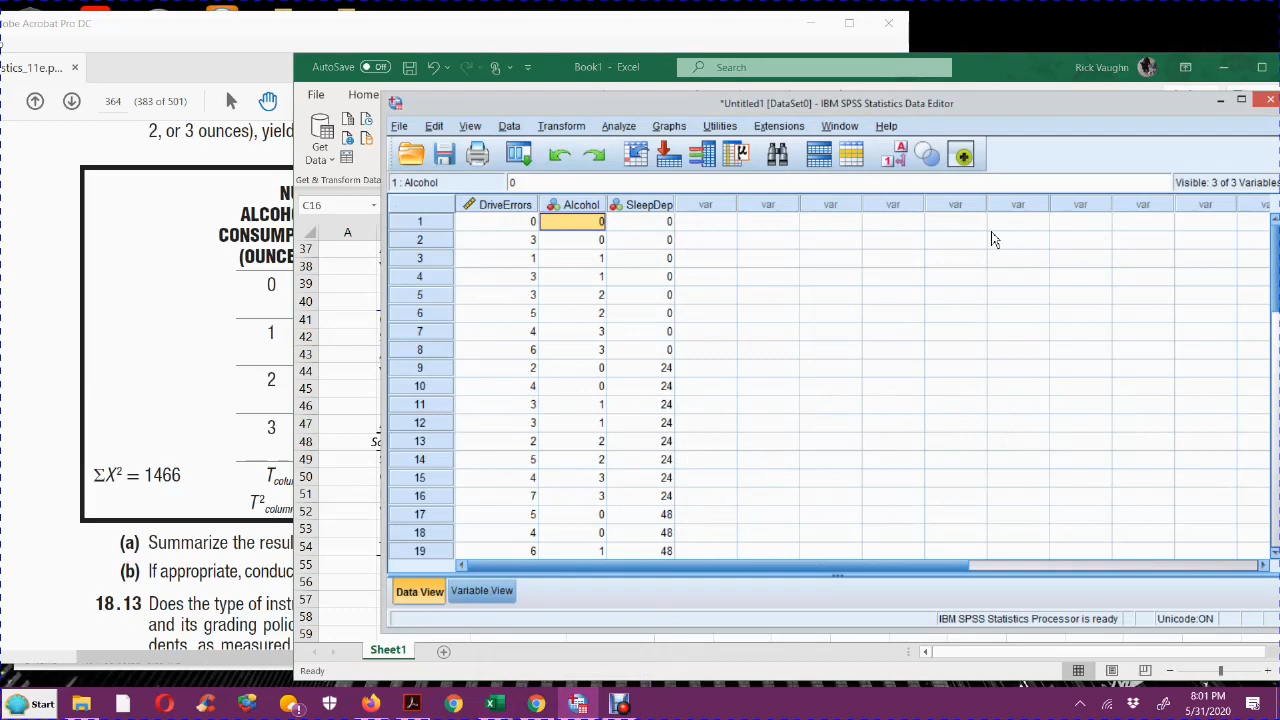 dobe Acrobat Pro DC
stics_11e.p...
364 (383 of 501)
2, or 3 ounces), yield
NU
ALCOHO
CONSUMP
(OUNCE
0
1
2
3
ΣX² = 1466
T colu
T² column
(a) Summarize the resul
(b) If appropriate, conduc
18.13 Does the type of inst
and its grading polic
dents, as measured
AutoSave Off
Book1 - Excel
Search
Rick Vaughn
File Home
Get Data
Get & Transform Data
C16
A
37
38
39
40
41
42
43
44
45
46
47
48
49
50
51
52
53
54
55
56
57
58
59
Sheet1
Ready
*Untitled1 [DataSet0] - IBM SPSS Statistics Data Editor
File Edit View Data Transform Analyze Graphs Utilities Extensions Window Help
1 : Alcohol 0 Visible: 3 of 3 Variables
DriveErrors Alcohol SleepDep var var var var var var var var va
1 0 0 0
2 3 0 0
3 1 1 0
4 3 1 0
5 3 2 0
6 5 2 0
7 4 3 0
8 6 3 0
9 2 0 24
10 4 0 24
11 3 1 24
12 3 1 24
13 2 2 24
14 5 2 24
15 4 3 24
16 7 3 24
17 5 0 48
18 4 0 48
19 6 1 48
Data View Variable View
IBM SPSS Statistics Processor is ready Unicode:ON
Start
8:01 PM
5/31/2020